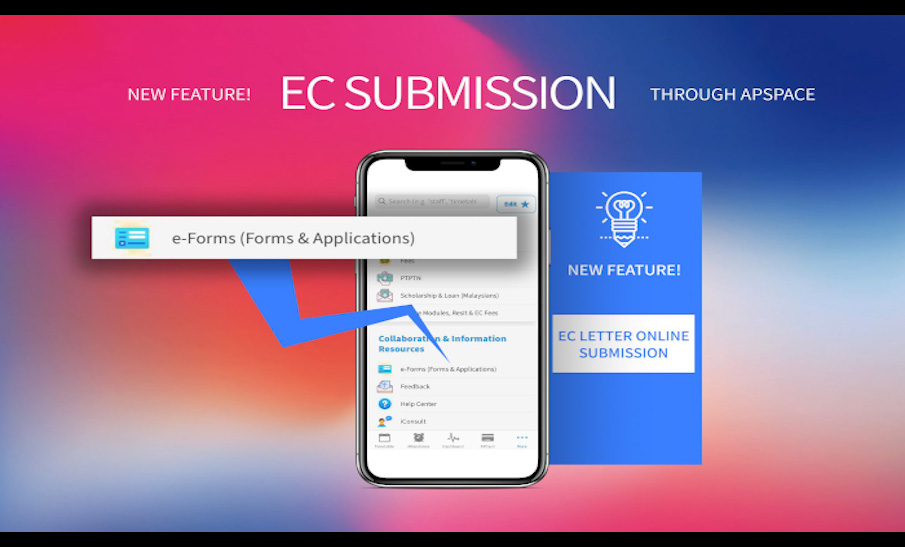 NEW FEATURE!
EC SUBMISSION
THROUGH APSPACE
Search (e.g. 'staff', 'timetabl
Edit
e-Forms (Forms & Applications)
Fees
PTPTN
Scholarship & Loan (Malaysians)
Modules, Resit & EC Fees
Collaboration & Information
Resources
e-Forms (Forms & Applications)
Feedback
Help Center
iConsult
Timetable
Attendance
Dashboard
APCard
More
NEW FEATURE!
EC LETTER ONLINE
SUBMISSION